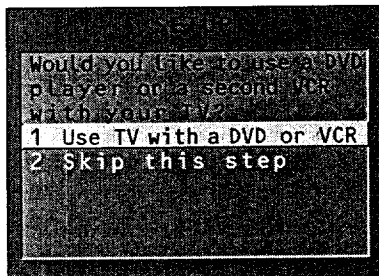 Would you like to use a DVD
player or a second VCR
with your TV?
1 Use TV with a DVD or VCR
2 Skip this step